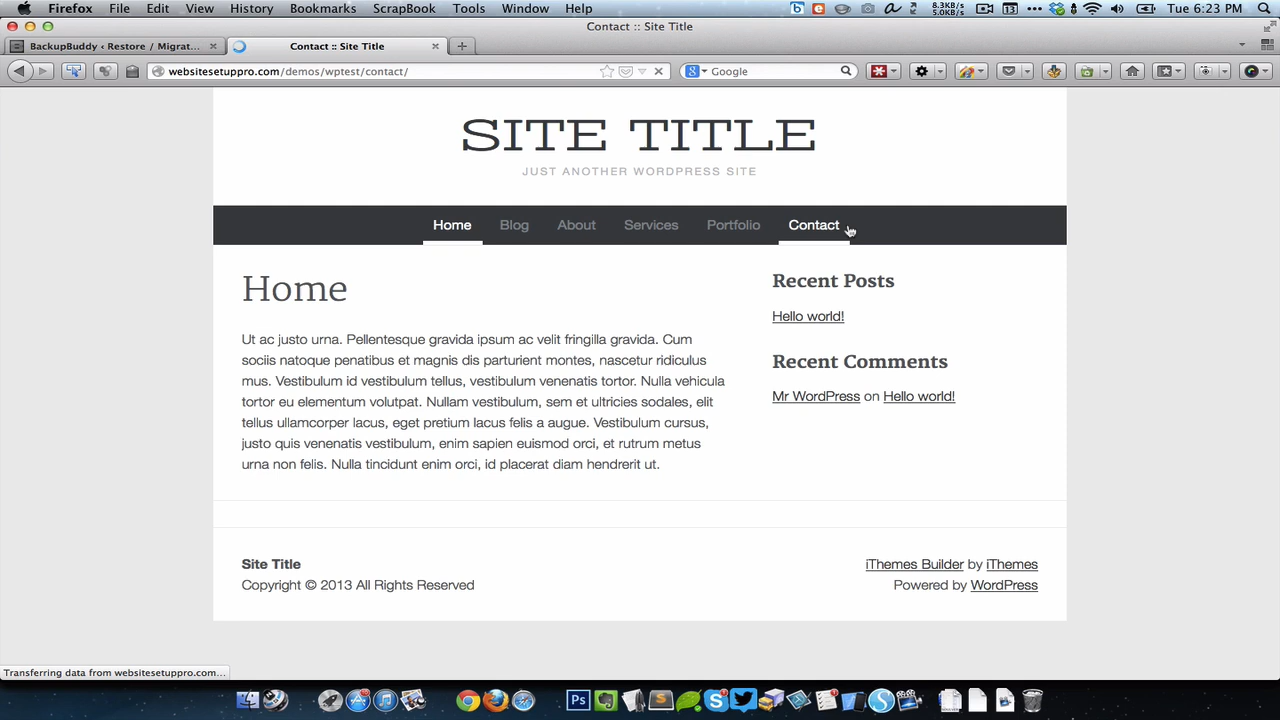 Firefox File Edit View History Bookmarks ScrapBook Tools Window Help 8.3KB/s 5.0KB/s 13 Tue 6:23 PM
Contact :: Site Title
BackupBuddy ‹ Restore / Migrat... Contact :: Site Title
websitesetuppro.com/demos/wptest/contact/ Google
SITE TITLE
JUST ANOTHER WORDPRESS SITE
Home Blog About Services Portfolio Contact
Home
Ut ac justo urna. Pellentesque gravida ipsum ac velit fringilla gravida. Cum
sociis natoque penatibus et magnis dis parturient montes, nascetur ridiculus
mus. Vestibulum id vestibulum tellus, vestibulum venenatis tortor. Nulla vehicula
tortor eu elementum volutpat. Nullam vestibulum, sem et ultricies sodales, elit
tellus ullamcorper lacus, eget pretium lacus felis a augue. Vestibulum cursus,
justo quis venenatis vestibulum, enim sapien euismod orci, et rutrum metus
urna non felis. Nulla tincidunt enim orci, id placerat diam hendrerit ut.
Recent Posts
Hello world!
Recent Comments
Mr WordPress on Hello world!
Site Title
Copyright © 2013 All Rights Reserved
iThemes Builder by iThemes
Powered by WordPress
Transferring data from websitesetuppro.com...
Ps